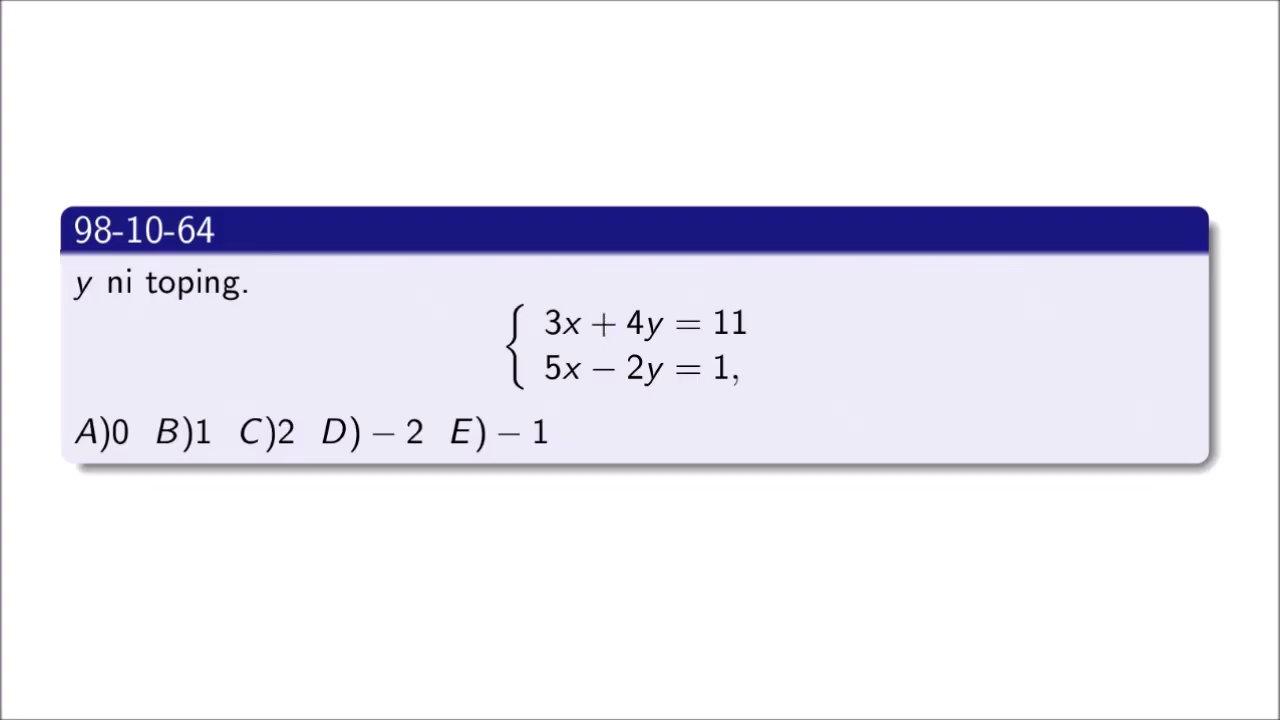 98-10-64
y ni toping.
3x + 4y = 11
5x − 2y = 1,
A)0 B)1 C)2 D) − 2 E) − 1